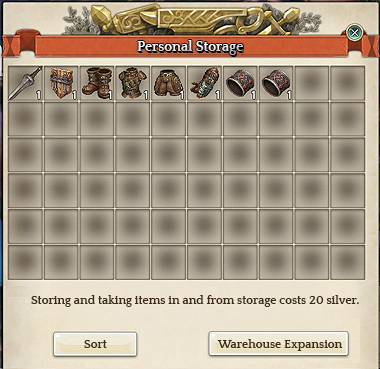 Personal Storage
1 1 1 1 1 1 1 1
Storing and taking items in and from storage costs 20 silver.
Sort
Warehouse Expansion